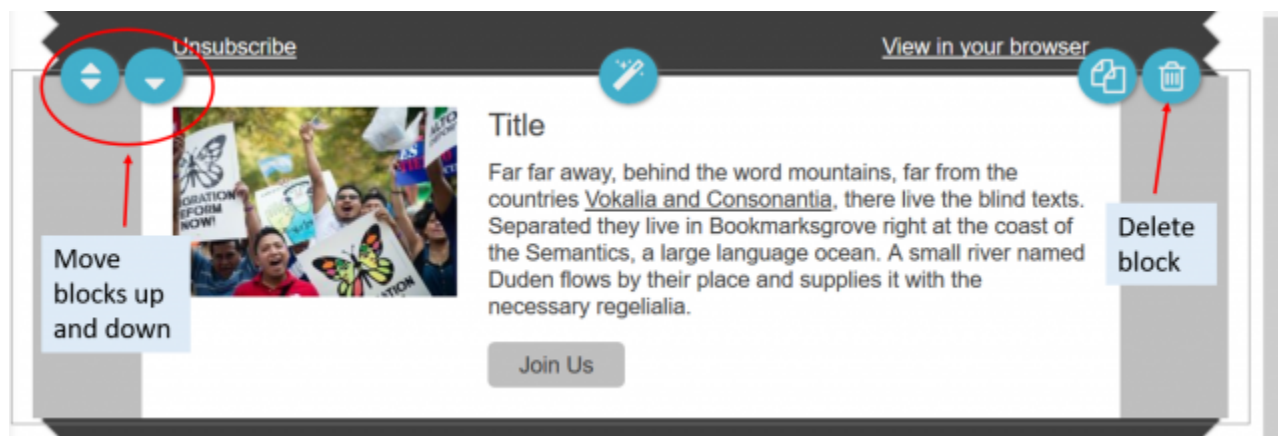 Unsubscribe
View in your browser
Title
Far far away, behind the word mountains, far from the
countries Vokalia and Consonantia, there live the blind texts.
Separated they live in Bookmarksgrove right at the coast of
the Semantics, a large language ocean. A small river named
Duden flows by their place and supplies it with the
necessary regelialia.
Join Us
Move
blocks up
and down
Delete
block
REFORM
NOW!